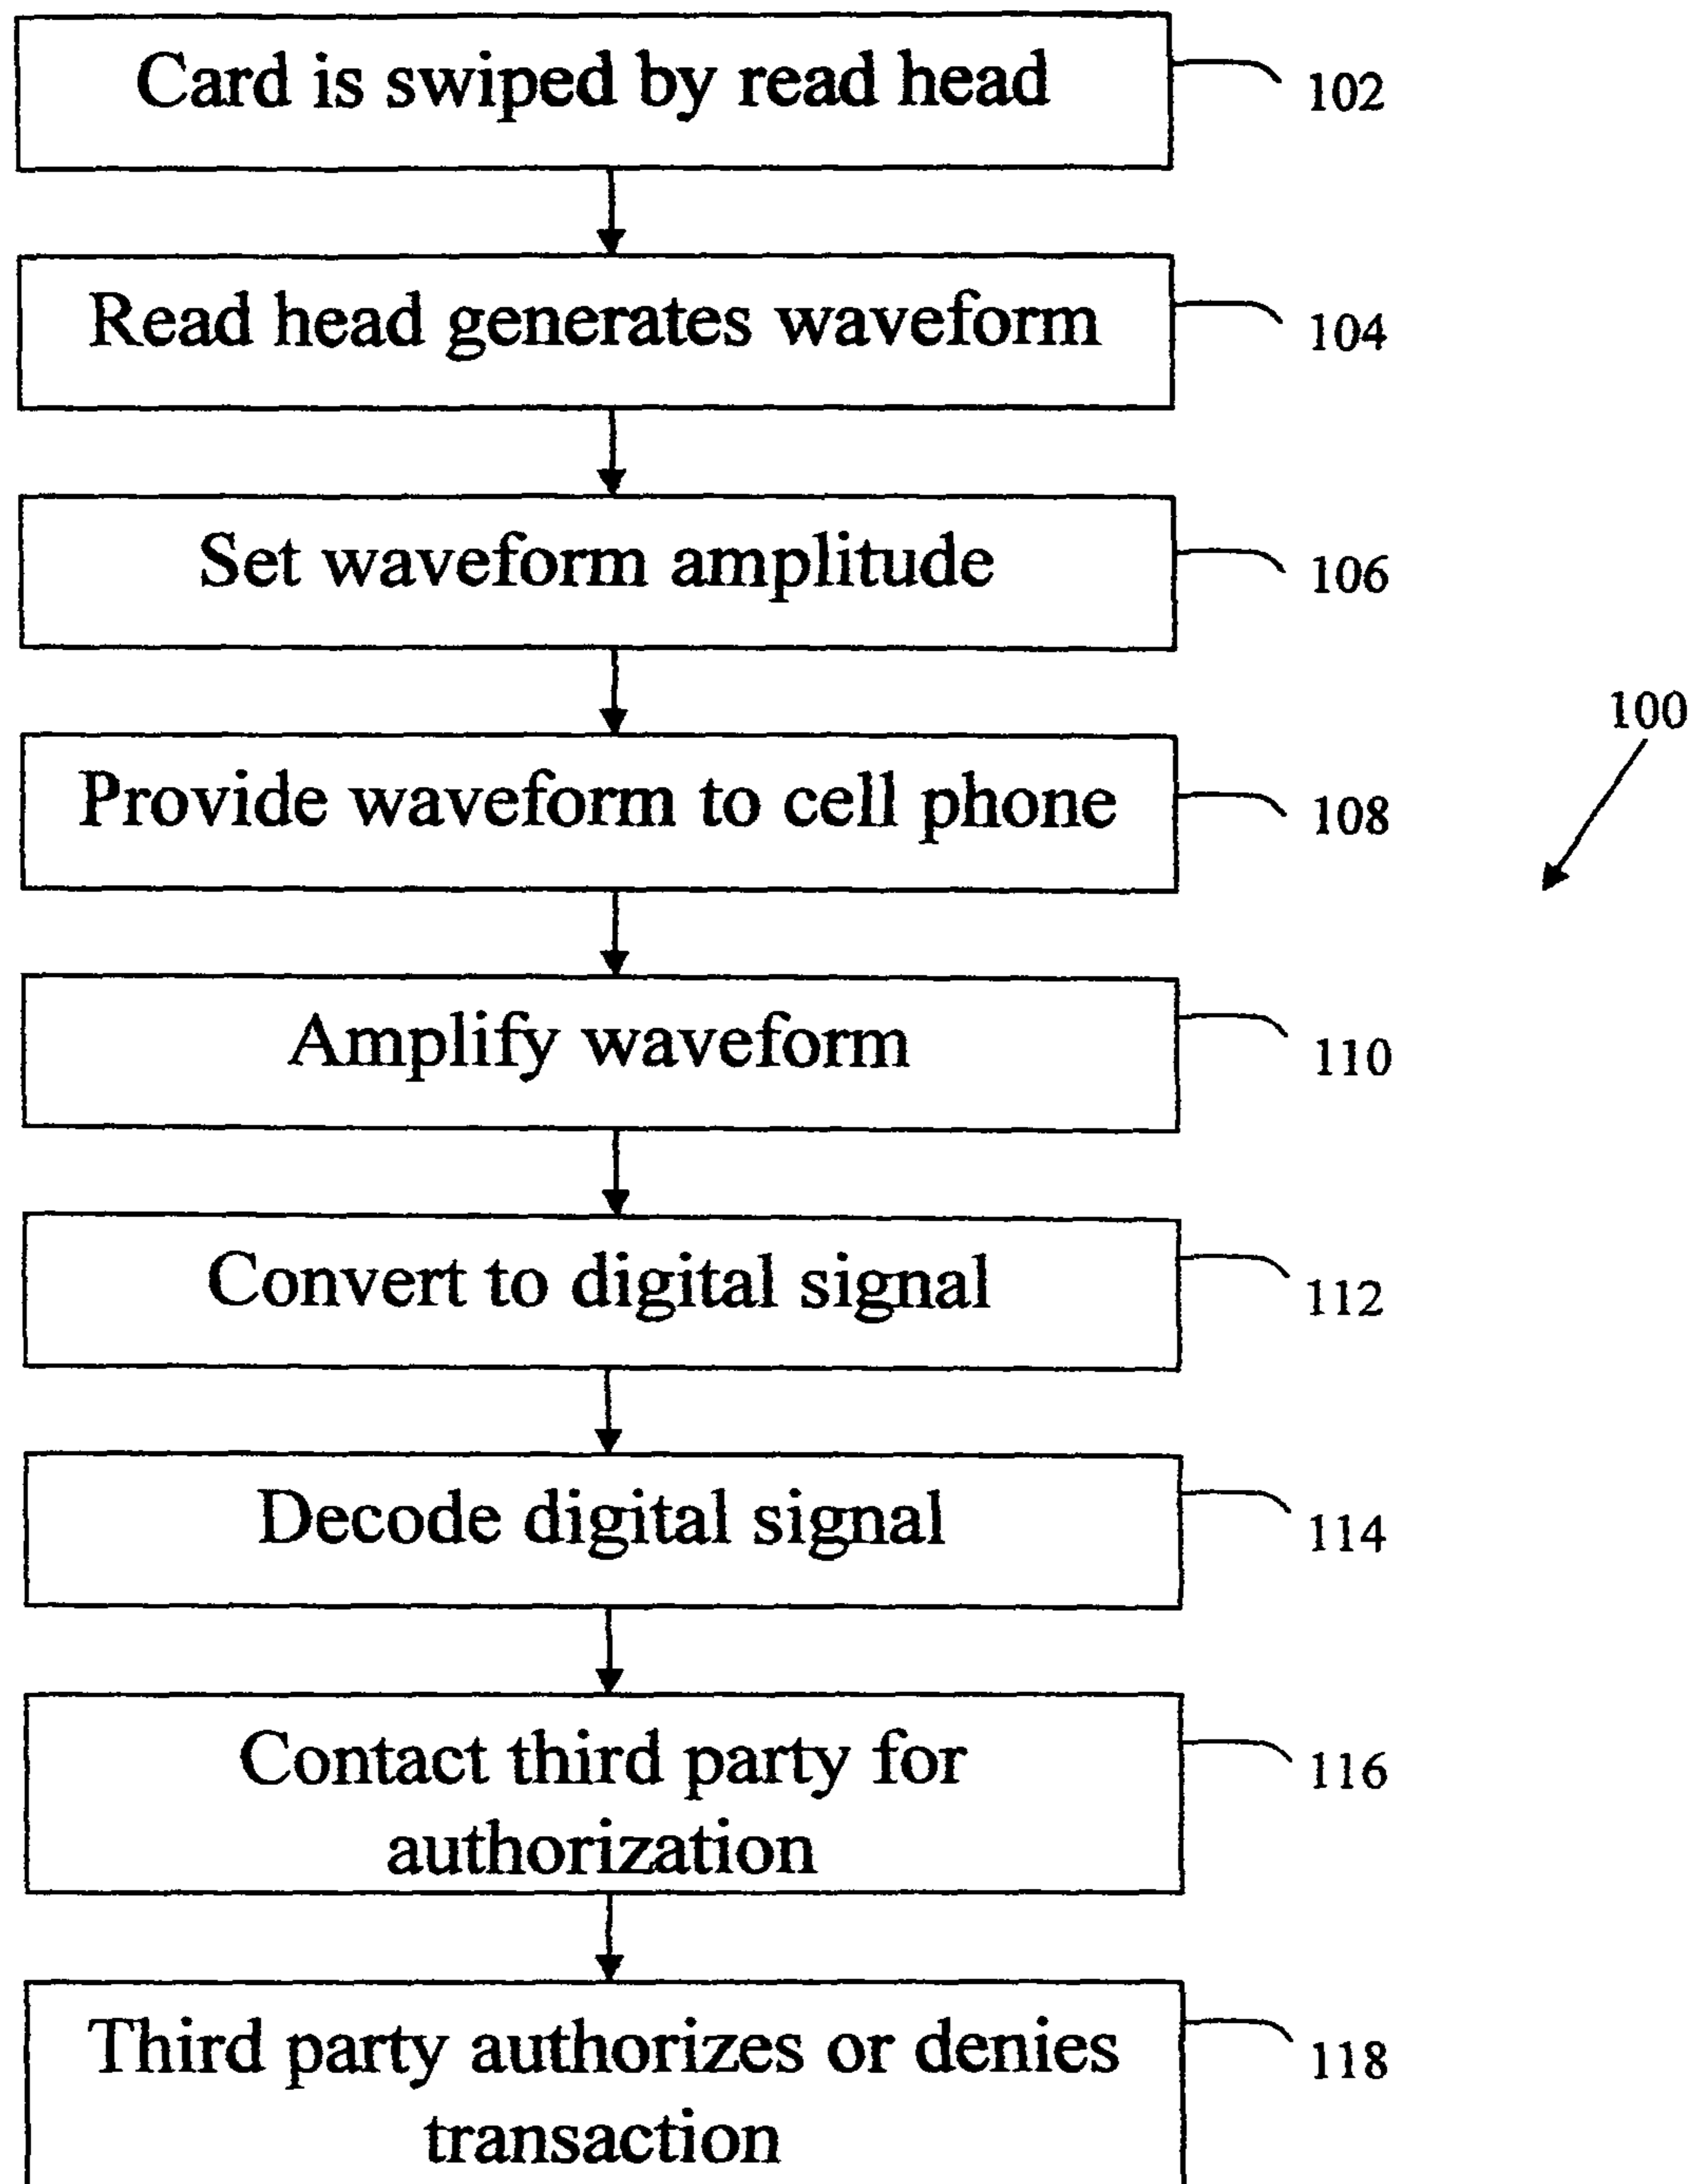 Card is swiped by read head
102
Read head generates waveform
104
Set waveform amplitude
106
Provide waveform to cell phone
108
100
Amplify waveform
110
Convert to digital signal
112
Decode digital signal
114
Contact third party for
authorization
116
Third party authorizes or denies
transaction
118